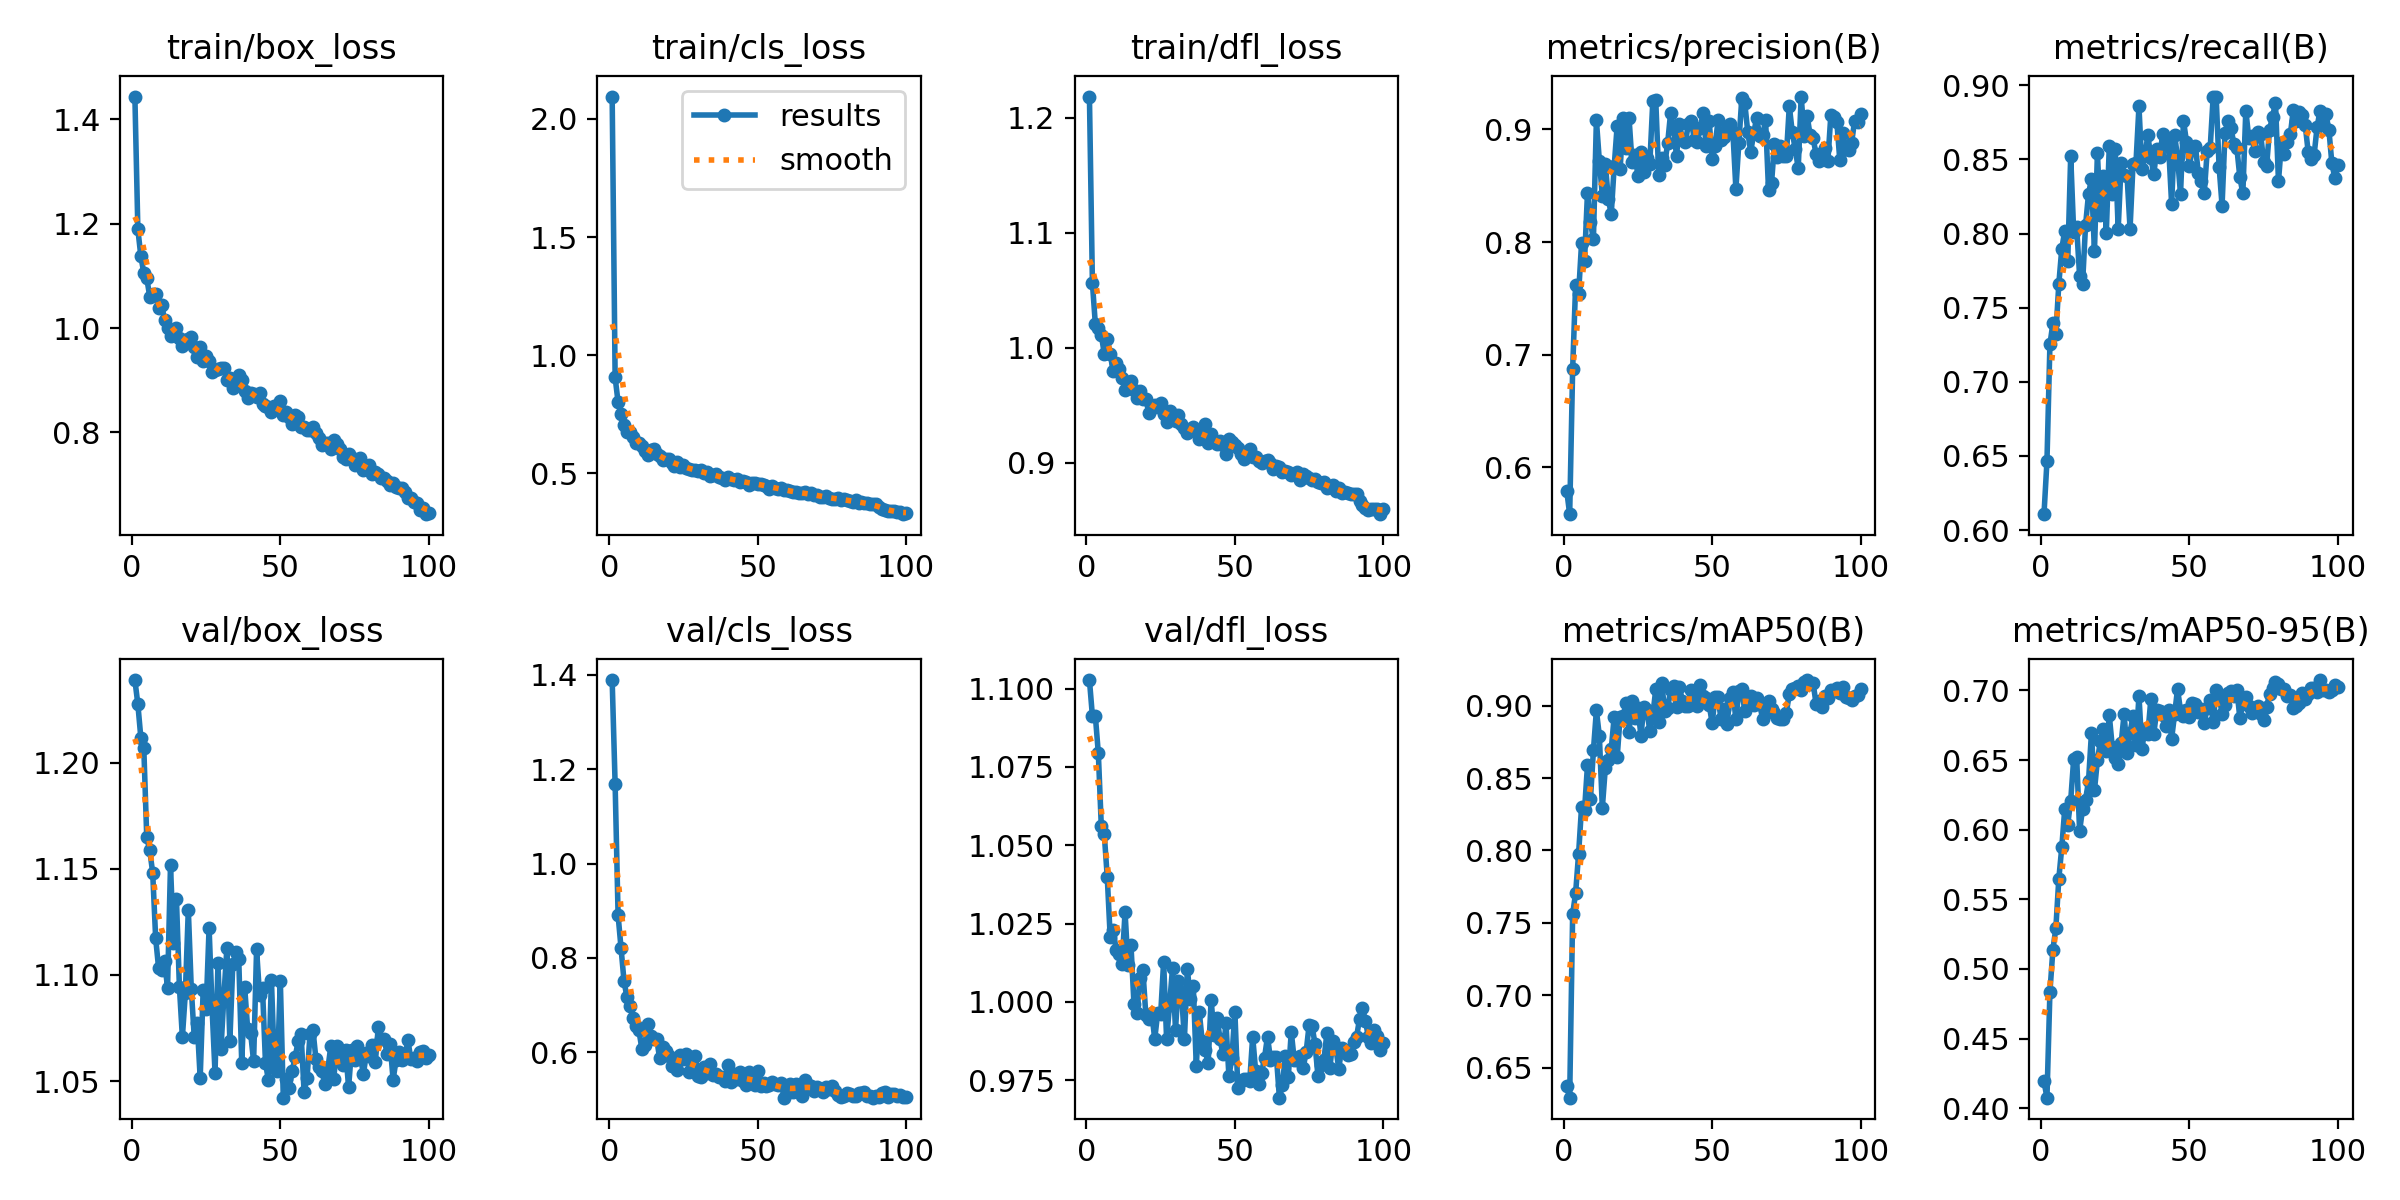 train/box_loss
1.4
1.2
1.0
0.8
0 50 100
train/cls_loss
results
smooth
2.0
1.5
1.0
0.5
0 50 100
train/dfl_loss
1.2
1.1
1.0
0.9
0 50 100
metrics/precision(B)
0.9
0.8
0.7
0.6
0 50 100
metrics/recall(B)
0.90
0.85
0.80
0.75
0.70
0.65
0.60
0 50 100
val/box_loss
1.20
1.15
1.10
1.05
0 50 100
val/cls_loss
1.4
1.2
1.0
0.8
0.6
0 50 100
val/dfl_loss
1.100
1.075
1.050
1.025
1.000
0.975
0 50 100
metrics/mAP50(B)
0.90
0.85
0.80
0.75
0.70
0.65
0 50 100
metrics/mAP50-95(B)
0.70
0.65
0.60
0.55
0.50
0.45
0.40
0 50 100